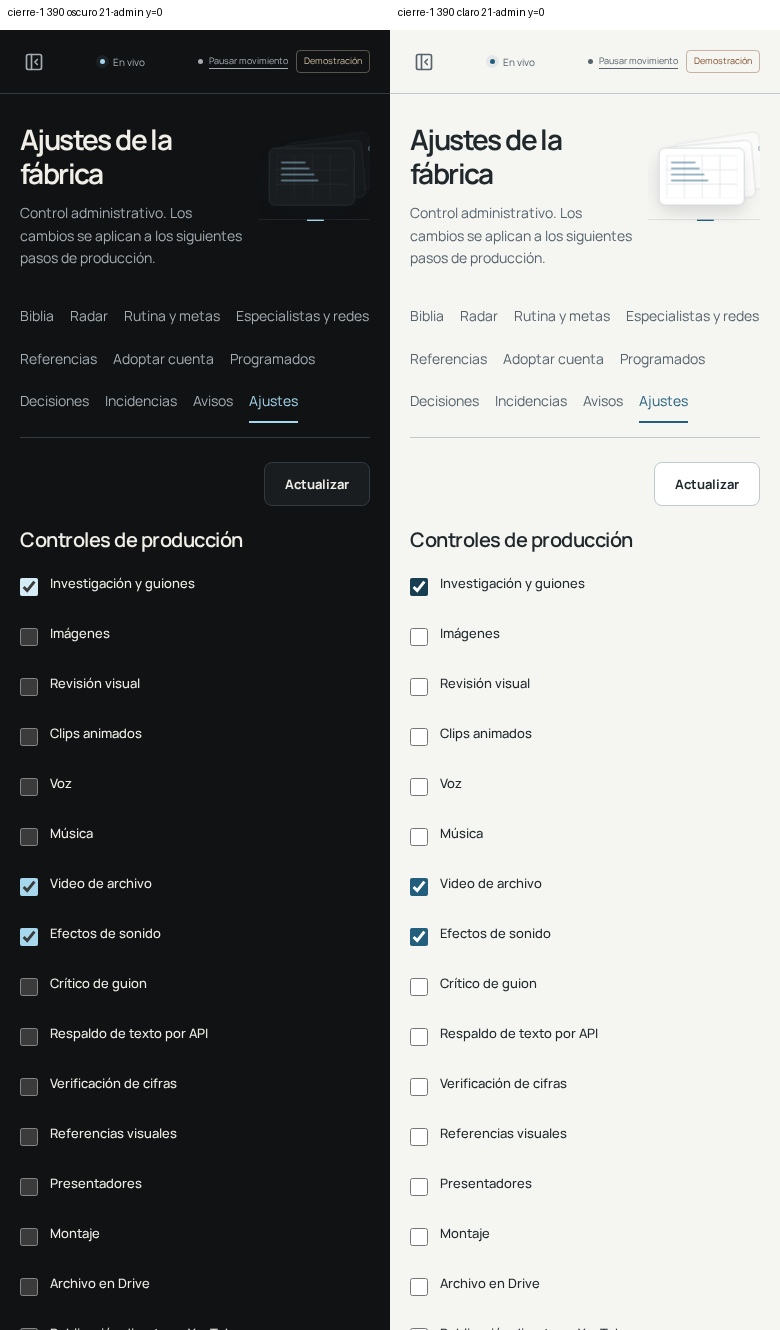 cierre-1 390 oscuro 21-admin y=0
En vivo
Pausar movimiento
Demostración
Ajustes de la
fábrica
Control administrativo. Los
cambios se aplican a los siguientes
pasos de producción.
Biblia Radar Rutina y metas Especialistas y redes
Referencias Adoptar cuenta Programados
Decisiones Incidencias Avisos Ajustes
Actualizar
Controles de producción
Investigación y guiones
Imágenes
Revisión visual
Clips animados
Voz
Música
Video de archivo
Efectos de sonido
Crítico de guion
Respaldo de texto por API
Verificación de cifras
Referencias visuales
Presentadores
Montaje
Archivo en Drive
cierre-1 390 claro 21-admin y=0
En vivo
Pausar movimiento
Demostración
Ajustes de la
fábrica
Control administrativo. Los
cambios se aplican a los siguientes
pasos de producción.
Biblia Radar Rutina y metas Especialistas y redes
Referencias Adoptar cuenta Programados
Decisiones Incidencias Avisos Ajustes
Actualizar
Controles de producción
Investigación y guiones
Imágenes
Revisión visual
Clips animados
Voz
Música
Video de archivo
Efectos de sonido
Crítico de guion
Respaldo de texto por API
Verificación de cifras
Referencias visuales
Presentadores
Montaje
Archivo en Drive